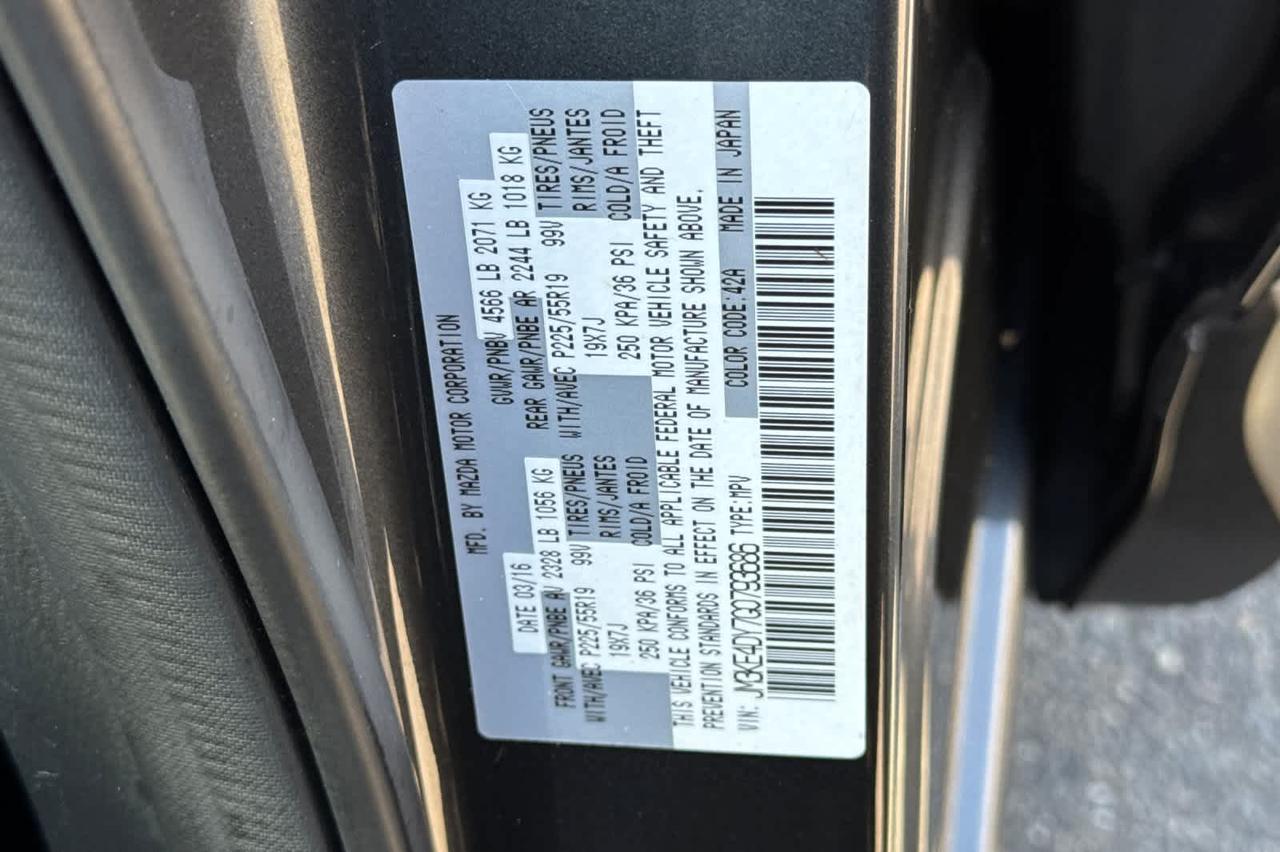 MFD. BY MAZDA MOTOR CORPORATION
DATE 03/16 GVWR/PNBV 4566 LB 2071 KG
FRONT GAWR/PNBE AV 2328 LB 1056 KG REAR GAWR/PNBE AR 2244 LB 1018 KG
WITH/AVEC P225/55R19 99V TIRES/PNEUS WITH/AVEC P225/55R19 99V TIRES/PNEUS
19X7J RIMS/JANTES 19X7J RIMS/JANTES
250 KPA/36 PSI COLD/A FROID 250 KPA/36 PSI COLD/A FROID
THIS VEHICLE CONFORMS TO ALL APPLICABLE FEDERAL MOTOR VEHICLE SAFETY AND THEFT
PREVENTION STANDARDS IN EFFECT ON THE DATE OF MANUFACTURE SHOWN ABOVE.
VIN: JM3KE4DY7G0793686 TYPE:MPV COLOR CODE:42A MADE IN JAPAN